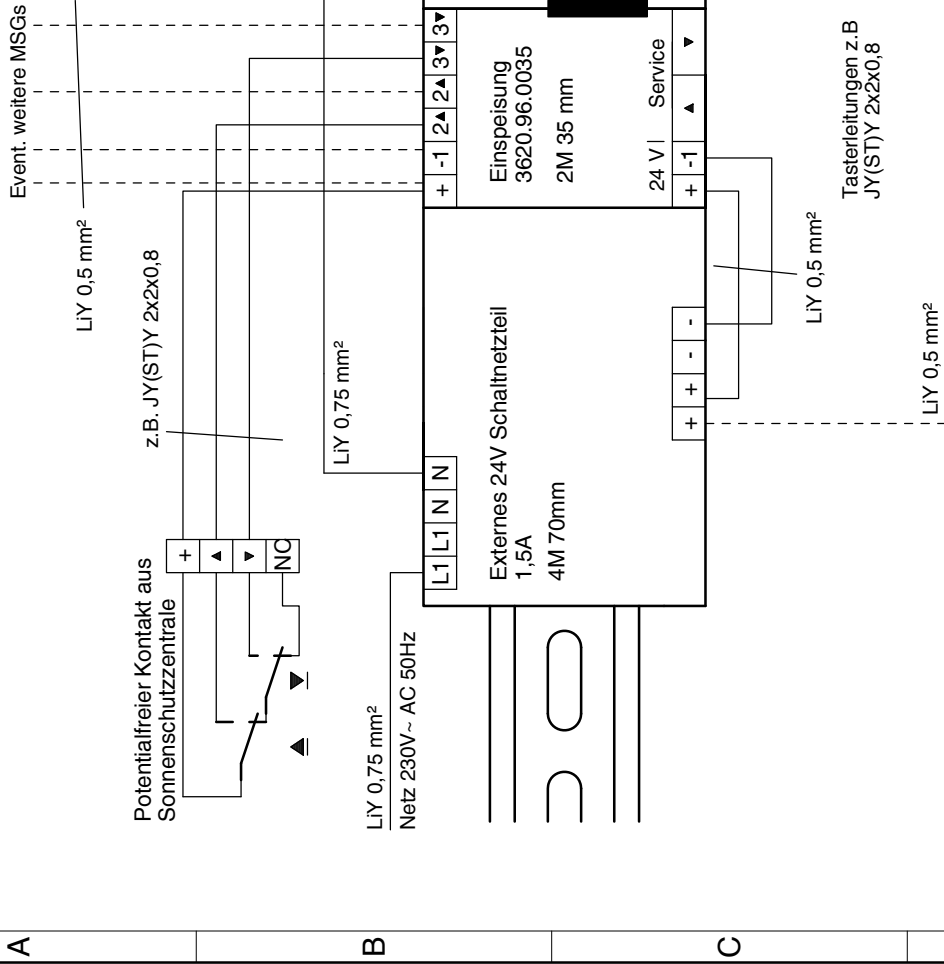 Event. weitere MSGs
LiY 0,5 mm²
z.B. JY(ST)Y 2x2x0,8
LiY 0,75 mm²
Potentialfreier Kontakt aus
Sonnenschutzzentrale
+
▲
▼
NC
LiY 0,75 mm²
Netz 230V~ AC 50Hz
L1 L1 N N
Externes 24V Schaltnetzteil
1,5A
4M 70mm
+ + - -
+ -1 2▲ 2▲ 3▼ 3▼
Einspeisung
3620.96.0035
2M 35 mm
24 V | Service
+ -1 ▲ ▼
LiY 0,5 mm²
Tasterleitungen z.B
JY(ST)Y 2x2x0,8
LiY 0,5 mm²
A
B
C